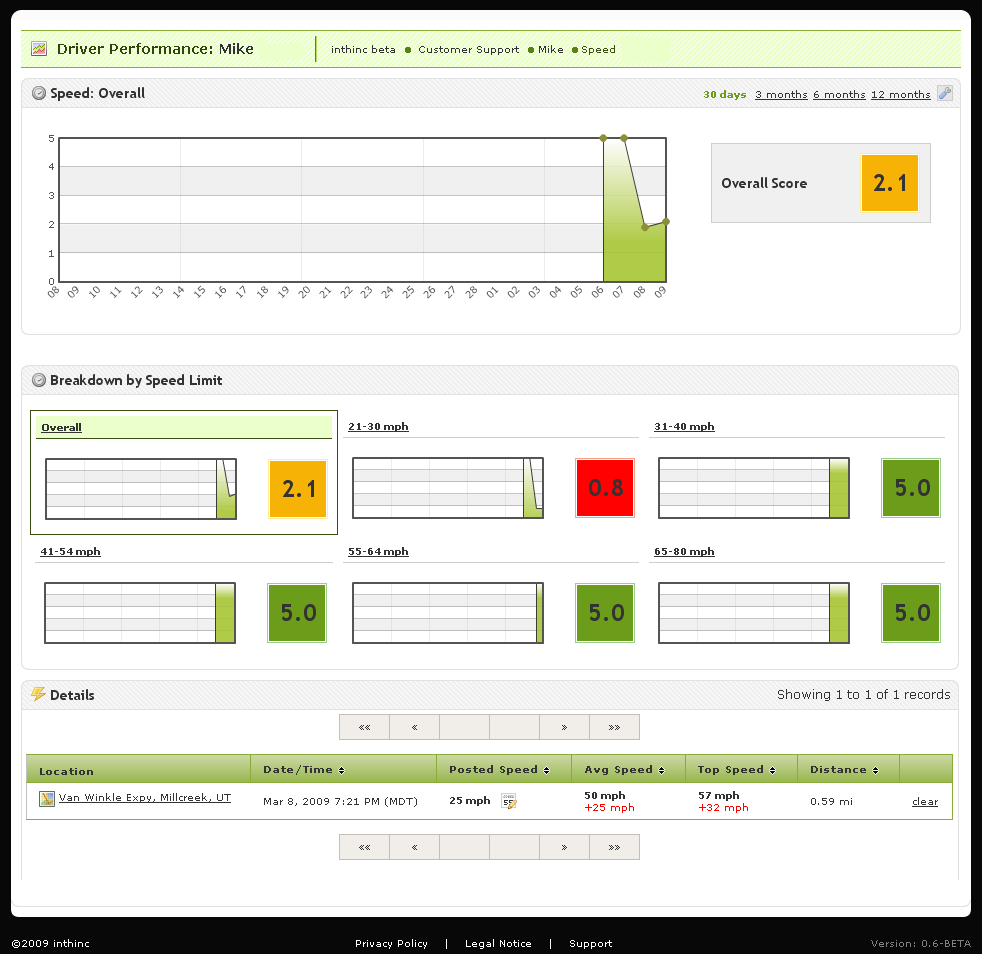 Driver Performance: Mike
inthinc beta ● Customer Support ● Mike ● Speed
Speed: Overall
30 days 3 months 6 months 12 months
5
4
3
2
1
0
08 09 10 11 12 13 14 15 16 17 18 19 20 21 22 23 24 25 26 27 28 01 02 03 04 05 06 07 08 09
Overall Score 2.1
Breakdown by Speed Limit
Overall 21-30 mph 31-40 mph
2.1 0.8 5.0
41-54 mph 55-64 mph 65-80 mph
5.0 5.0 5.0
Details Showing 1 to 1 of 1 records
«« « » »»
Location Date/Time Posted Speed Avg Speed Top Speed Distance
Van Winkle Expy, Millcreek, UT Mar 8, 2009 7:21 PM (MDT) 25 mph 50 mph 57 mph 0.59 mi clear
+25 mph +32 mph
«« « » »»
©2009 inthinc Privacy Policy | Legal Notice | Support Version: 0.6-BETA